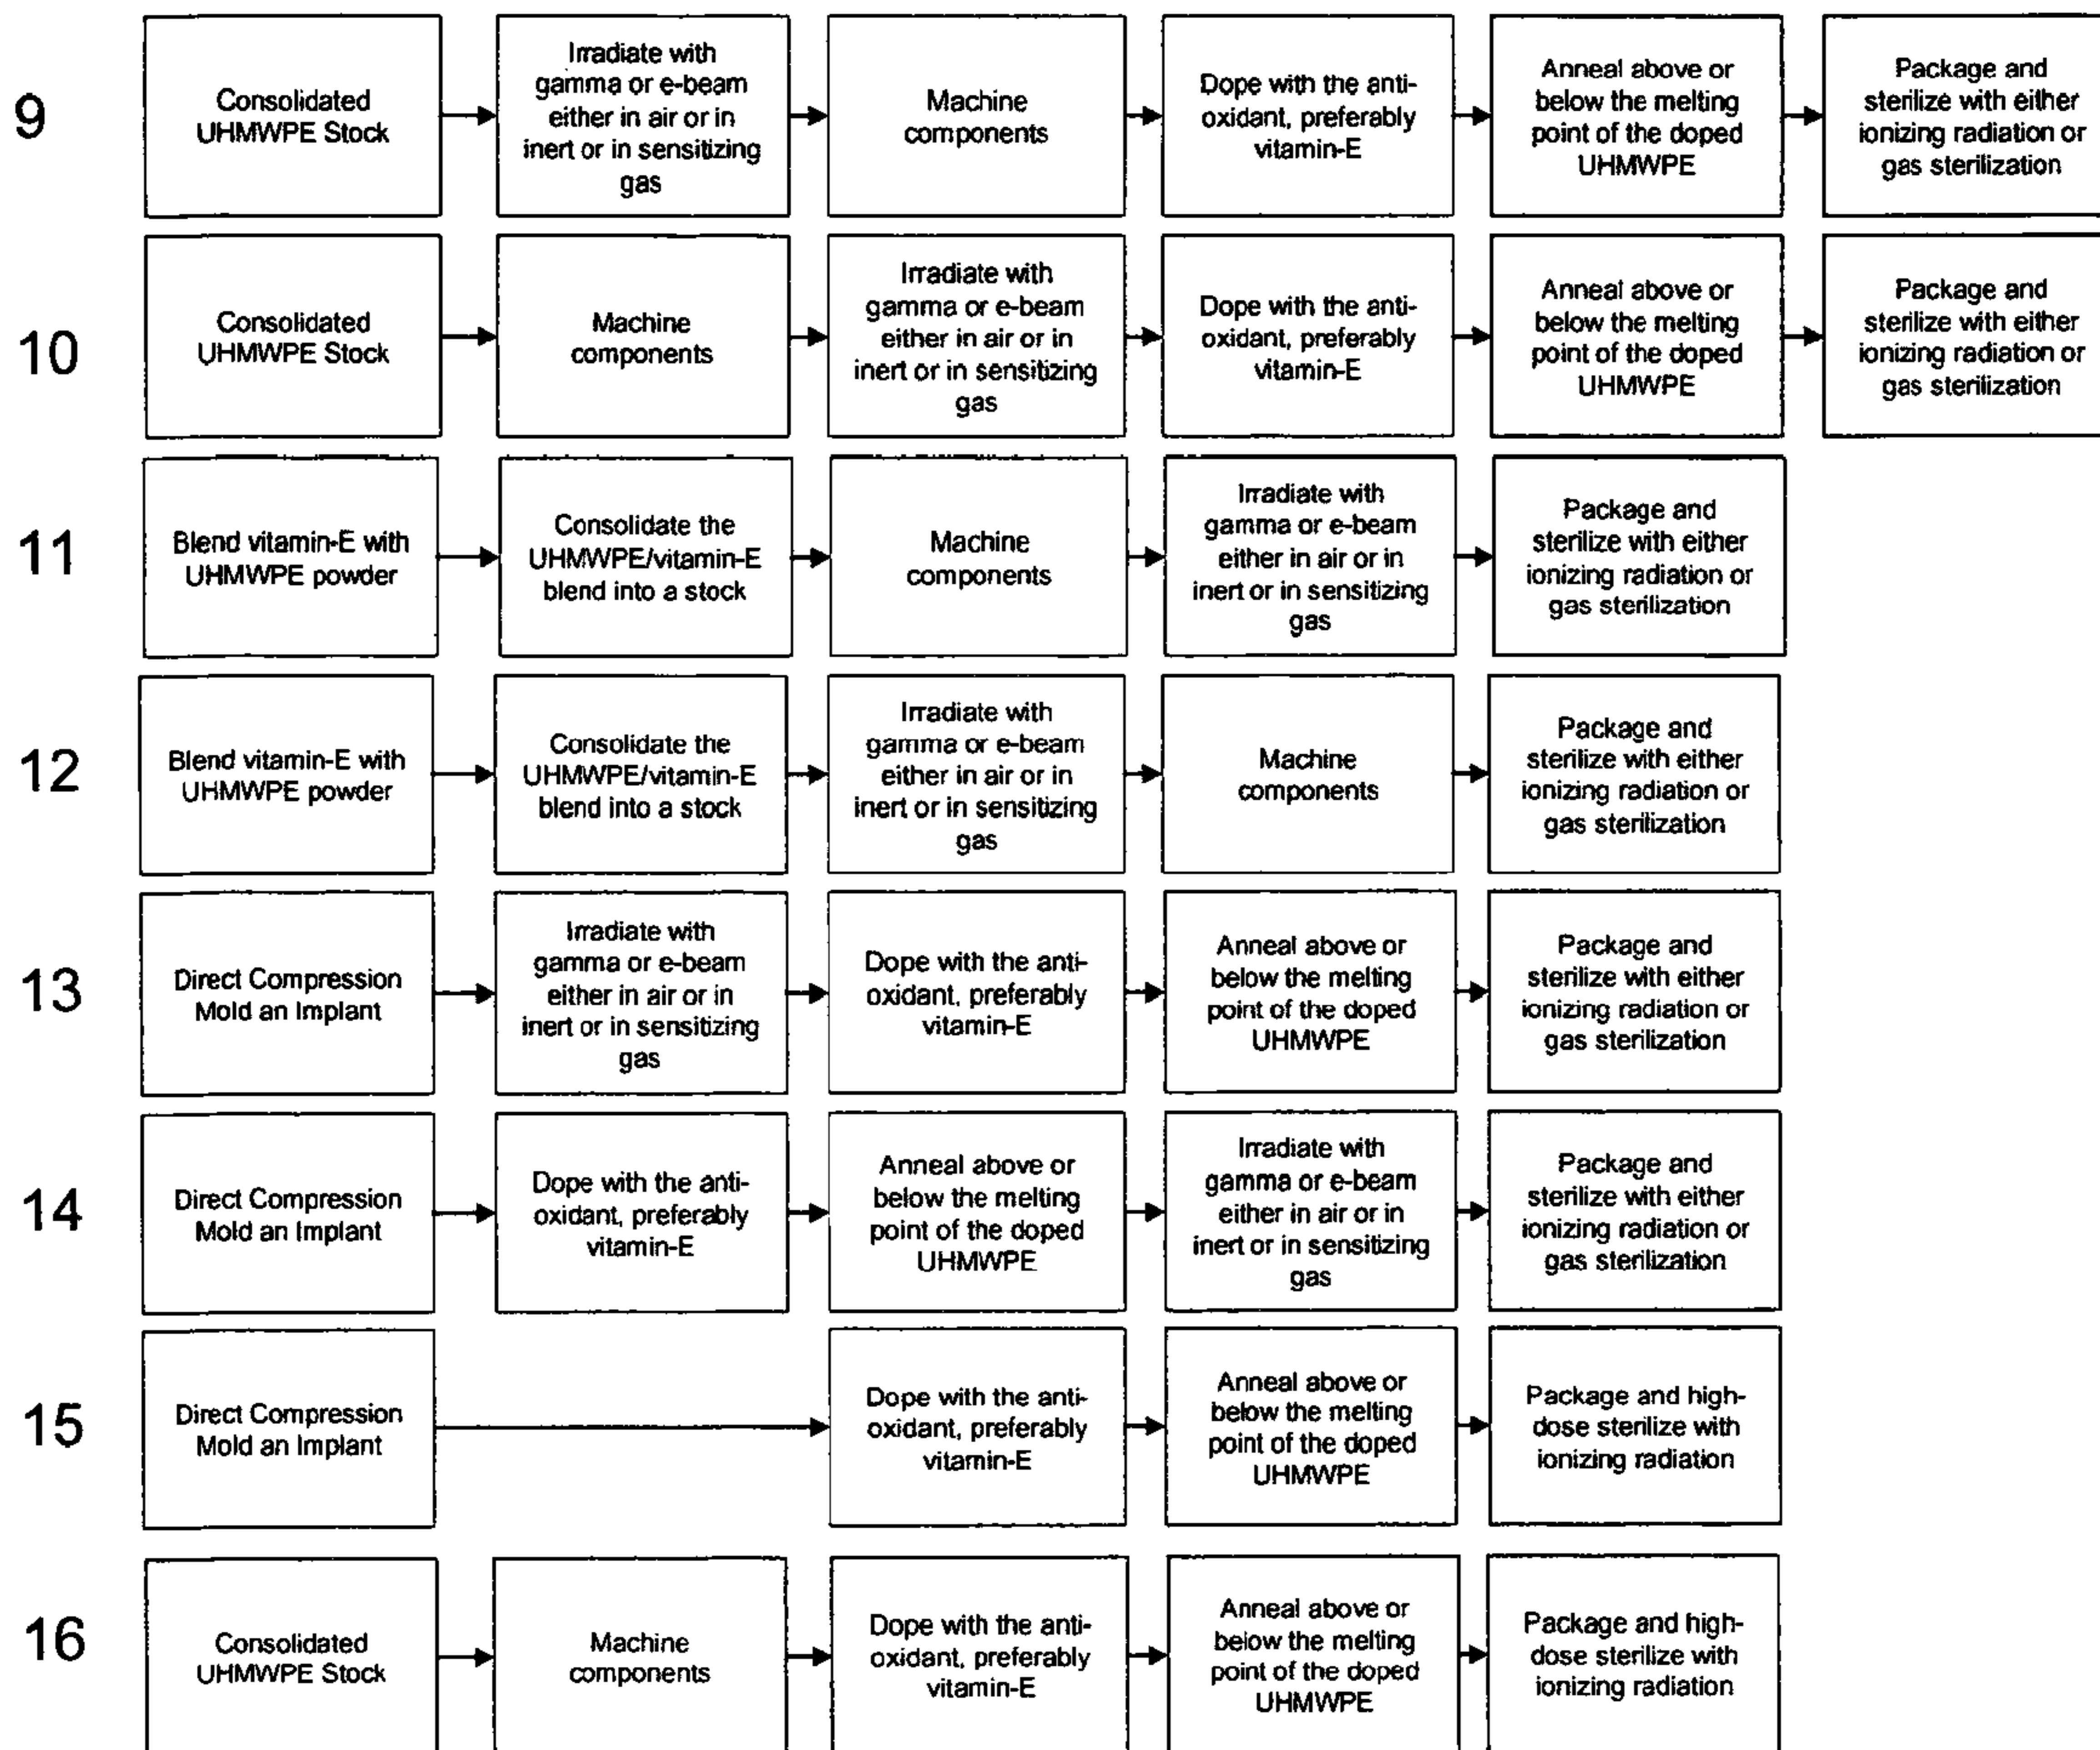 9
Consolidated
UHMWPE Stock
Irradiate with
gamma or e-beam
either in air or in
inert or in sensitizing
gas
Machine
components
Dope with the anti-
oxidant, preferably
vitamin-E
Anneal above or
below the melting
point of the doped
UHMWPE
Package and
sterilize with either
ionizing radiation or
gas sterilization
10
Consolidated
UHMWPE Stock
Machine
components
Irradiate with
gamma or e-beam
either in air or in
inert or in sensitizing
gas
Dope with the anti-
oxidant, preferably
vitamin-E
Anneal above or
below the melting
point of the doped
UHMWPE
Package and
sterilize with either
ionizing radiation or
gas sterilization
11
Blend vitamin-E with
UHMWPE powder
Consolidate the
UHMWPE/vitamin-E
blend into a stock
Machine
components
Irradiate with
gamma or e-beam
either in air or in
inert or in sensitizing
gas
Package and
sterilize with either
ionizing radiation or
gas sterilization
12
Blend vitamin-E with
UHMWPE powder
Consolidate the
UHMWPE/vitamin-E
blend into a stock
Irradiate with
gamma or e-beam
either in air or in
inert or in sensitizing
gas
Machine
components
Package and
sterilize with either
ionizing radiation or
gas sterilization
13
Direct Compression
Mold an Implant
Irradiate with
gamma or e-beam
either in air or in
inert or in sensitizing
gas
Dope with the anti-
oxidant, preferably
vitamin-E
Anneal above or
below the melting
point of the doped
UHMWPE
Package and
sterilize with either
ionizing radiation or
gas sterilization
14
Direct Compression
Mold an Implant
Dope with the anti-
oxidant, preferably
vitamin-E
Anneal above or
below the melting
point of the doped
UHMWPE
Irradiate with
gamma or e-beam
either in air or in
inert or in sensitizing
gas
Package and
sterilize with either
ionizing radiation or
gas sterilization
15
Direct Compression
Mold an Implant
Dope with the anti-
oxidant, preferably
vitamin-E
Anneal above or
below the melting
point of the doped
UHMWPE
Package and high-
dose sterilize with
ionizing radiation
16
Consolidated
UHMWPE Stock
Machine
components
Dope with the anti-
oxidant, preferably
vitamin-E
Anneal above or
below the melting
point of the doped
UHMWPE
Package and high-
dose sterilize with
ionizing radiation